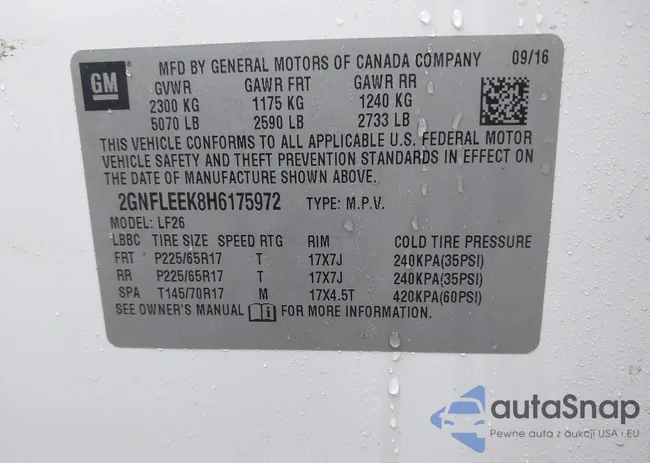 GM
MFD BY GENERAL MOTORS OF CANADA COMPANY 09/16
GVWR GAWR FRT GAWR RR
2300 KG 1175 KG 1240 KG
5070 LB 2590 LB 2733 LB
THIS VEHICLE CONFORMS TO ALL APPLICABLE U.S. FEDERAL MOTOR
VEHICLE SAFETY AND THEFT PREVENTION STANDARDS IN EFFECT ON
THE DATE OF MANUFACTURE SHOWN ABOVE.
2GNFLEEK8H6175972 TYPE: M.P.V.
MODEL: LF26
LBBC TIRE SIZE SPEED RTG RIM COLD TIRE PRESSURE
FRT P225/65R17 T 17X7J 240KPA(35PSI)
RR P225/65R17 T 17X7J 240KPA(35PSI)
SPA T145/70R17 M 17X4.5T 420KPA(60PSI)
SEE OWNER'S MANUAL FOR MORE INFORMATION.
autaSnap
Pewne auta z aukcji USA i EU